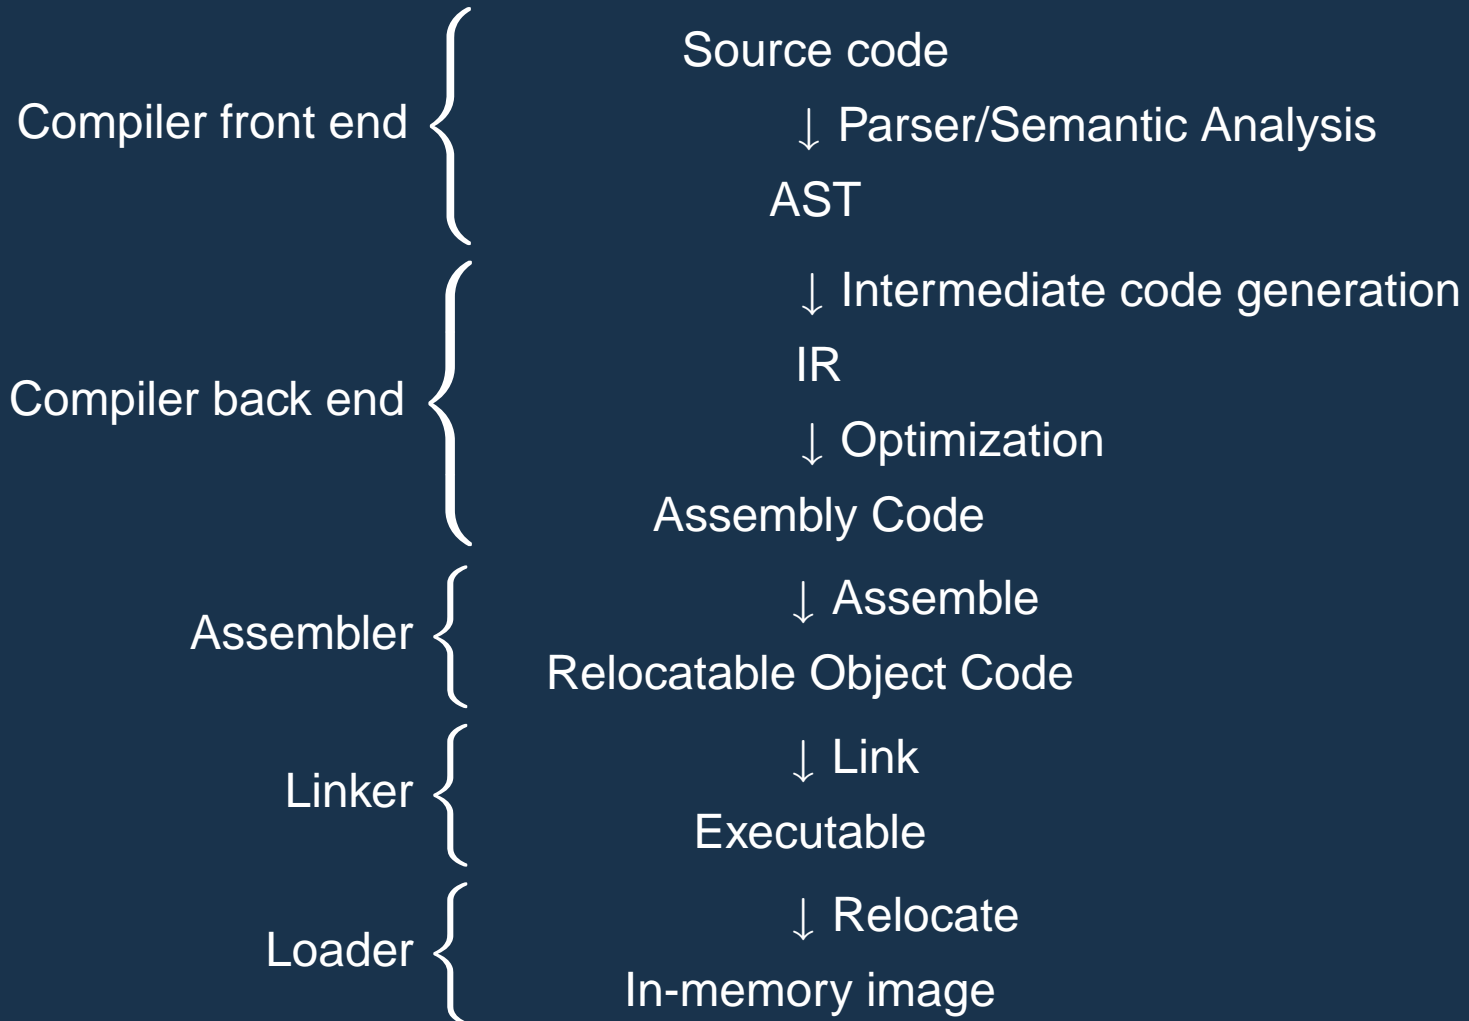 Source code
Compiler front end
↓ Parser/Semantic Analysis
AST
↓ Intermediate code generation
IR
Compiler back end
↓ Optimization
Assembly Code
↓ Assemble
Assembler
Relocatable Object Code
↓ Link
Linker
Executable
↓ Relocate
Loader
In-memory image